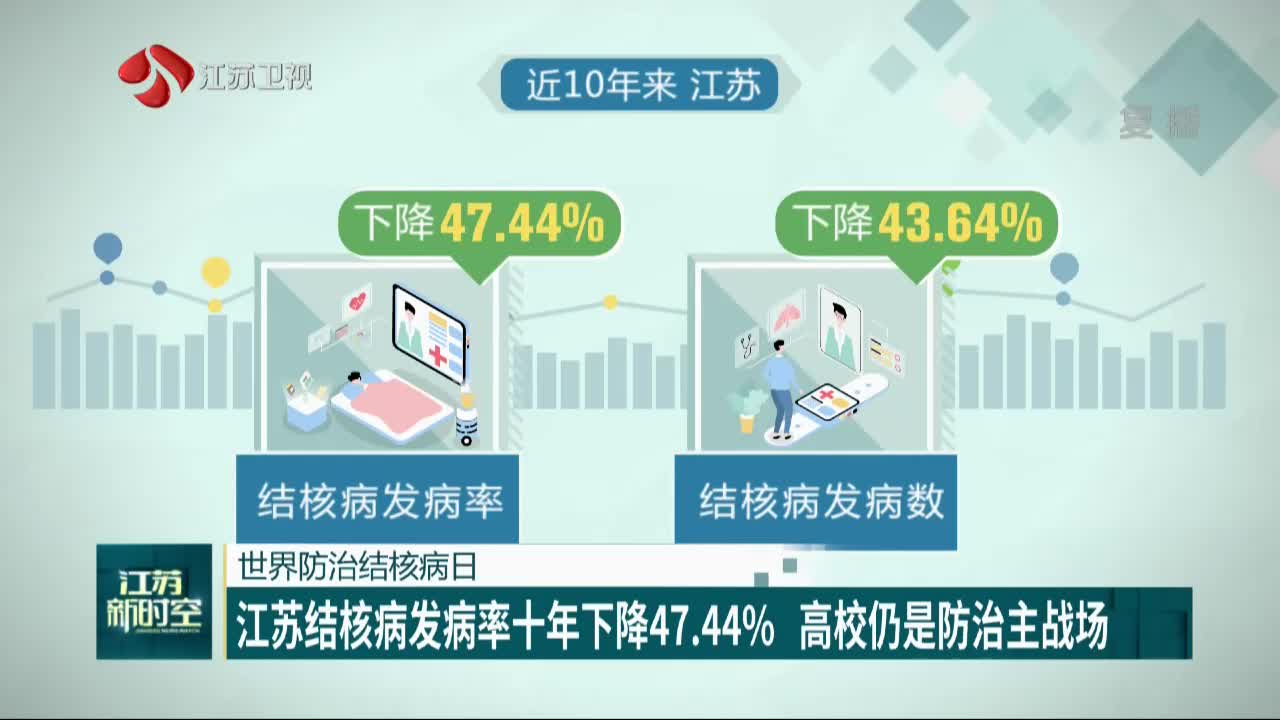 江苏卫视
近10年来 江苏
复播
下降47.44%
下降43.64%
结核病发病率
结核病发病数
世界防治结核病日
江苏
新时空
江苏结核病发病率十年下降47.44% 高校仍是防治主战场